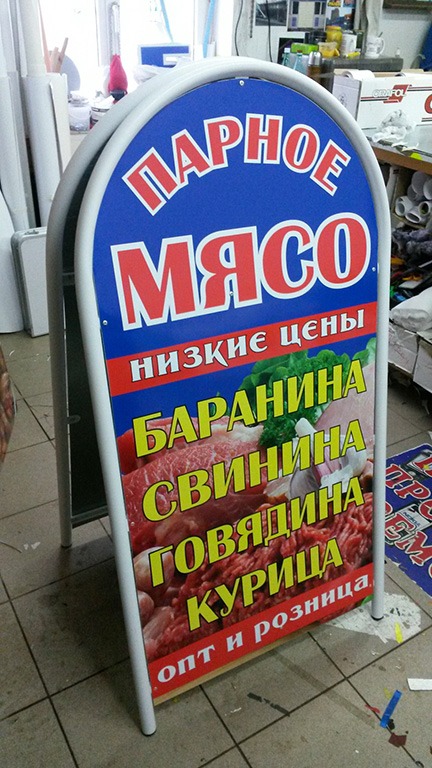 ПАРНОЕ
МЯСО
низкие цены
БАРАНИНА
СВИНИНА
ГОВЯДИНА
КУРИЦА
опт и розница